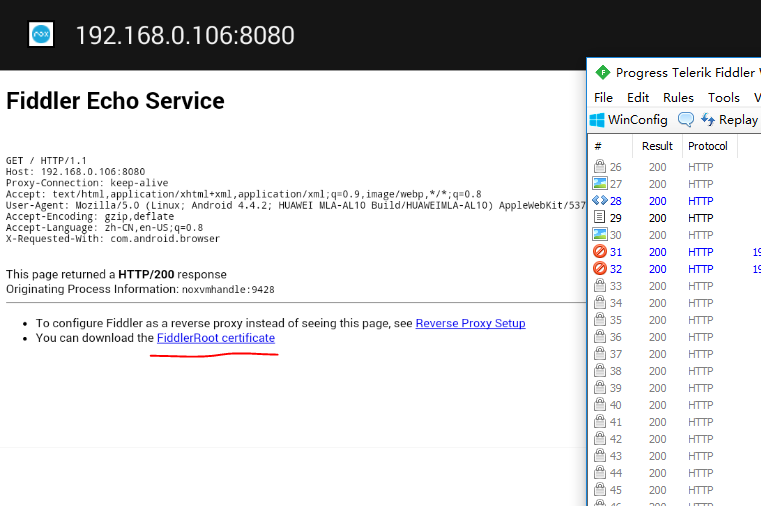 nox 192.168.0.106:8080
Fiddler Echo Service
GET / HTTP/1.1
Host: 192.168.0.106:8080
Proxy-Connection: keep-alive
Accept: text/html,application/xhtml+xml,application/xml;q=0.9,image/webp,*/*;q=0.8
User-Agent: Mozilla/5.0 (Linux; Android 4.4.2; HUAWEI MLA-AL10 Build/HUAWEIMLA-AL10) AppleWebKit/537
Accept-Encoding: gzip,deflate
Accept-Language: zh-CN,en-US;q=0.8
X-Requested-With: com.android.browser
This page returned a HTTP/200 response
Originating Process Information: noxvmhandle:9428
• To configure Fiddler as a reverse proxy instead of seeing this page, see Reverse Proxy Setup
• You can download the FiddlerRoot certificate
Progress Telerik Fiddler
File Edit Rules Tools
WinConfig Replay
# Result Protocol
26 200 HTTP
27 200 HTTP
28 200 HTTP
29 200 HTTP
30 200 HTTP
31 200 HTTP 19
32 200 HTTP 19
33 200 HTTP
34 200 HTTP
35 200 HTTP
36 200 HTTP
37 200 HTTP
38 200 HTTP
39 200 HTTP
40 200 HTTP
41 200 HTTP
42 200 HTTP
43 200 HTTP
44 200 HTTP
45 200 HTTP